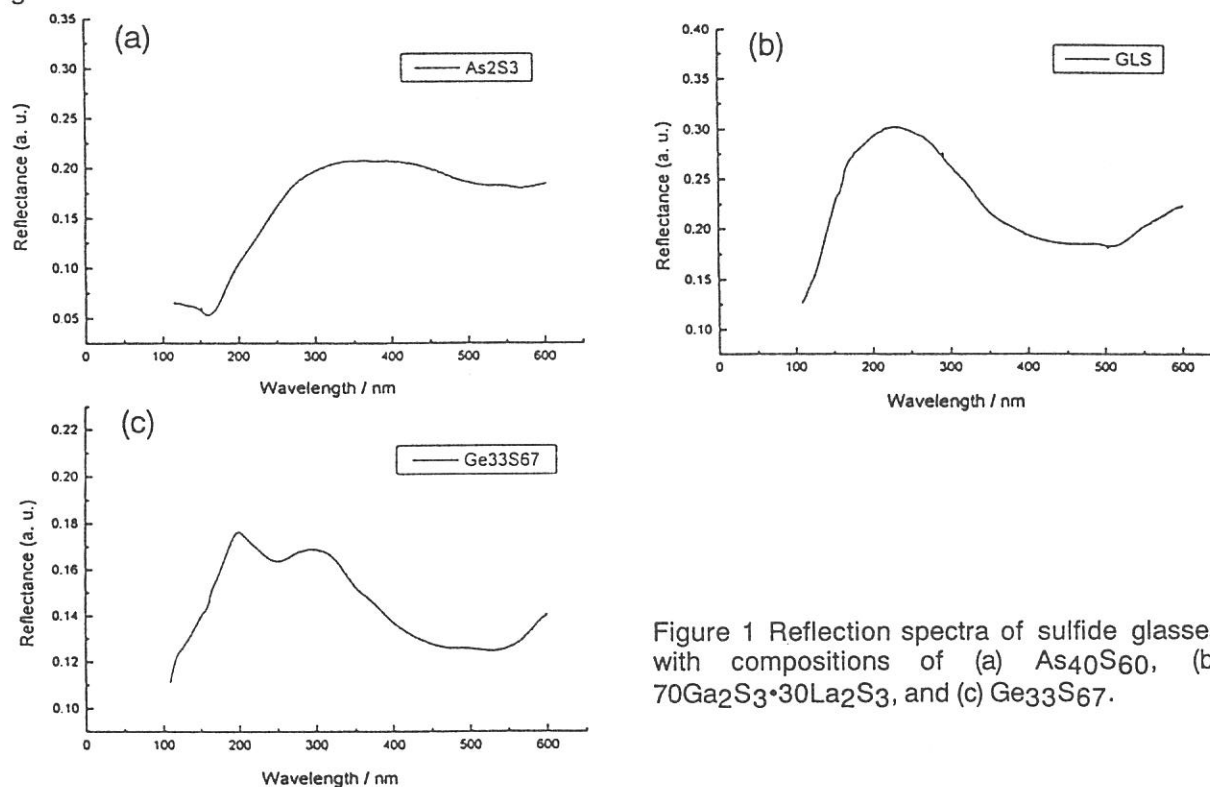 (a)
0.35
0.30
0.25
0.20
0.15
0.10
0.05
Reflectance (a. u.)
As2S3
0 100 200 300 400 500 600
Wavelength / nm
(b)
0.40
0.35
0.30
0.25
0.20
0.15
0.10
Reflectance (a. u.)
GLS
0 100 200 300 400 500 600
Wavelength / nm
(c)
0.22
0.20
0.18
0.16
0.14
0.12
0.10
Reflectance (a. u.)
Ge33S67
0 100 200 300 400 500 600
Wavelength / nm
Figure 1 Reflection spectra of sulfide glasse
with compositions of (a) As40S60, (b
70Ga2S3•30La2S3, and (c) Ge33S67.